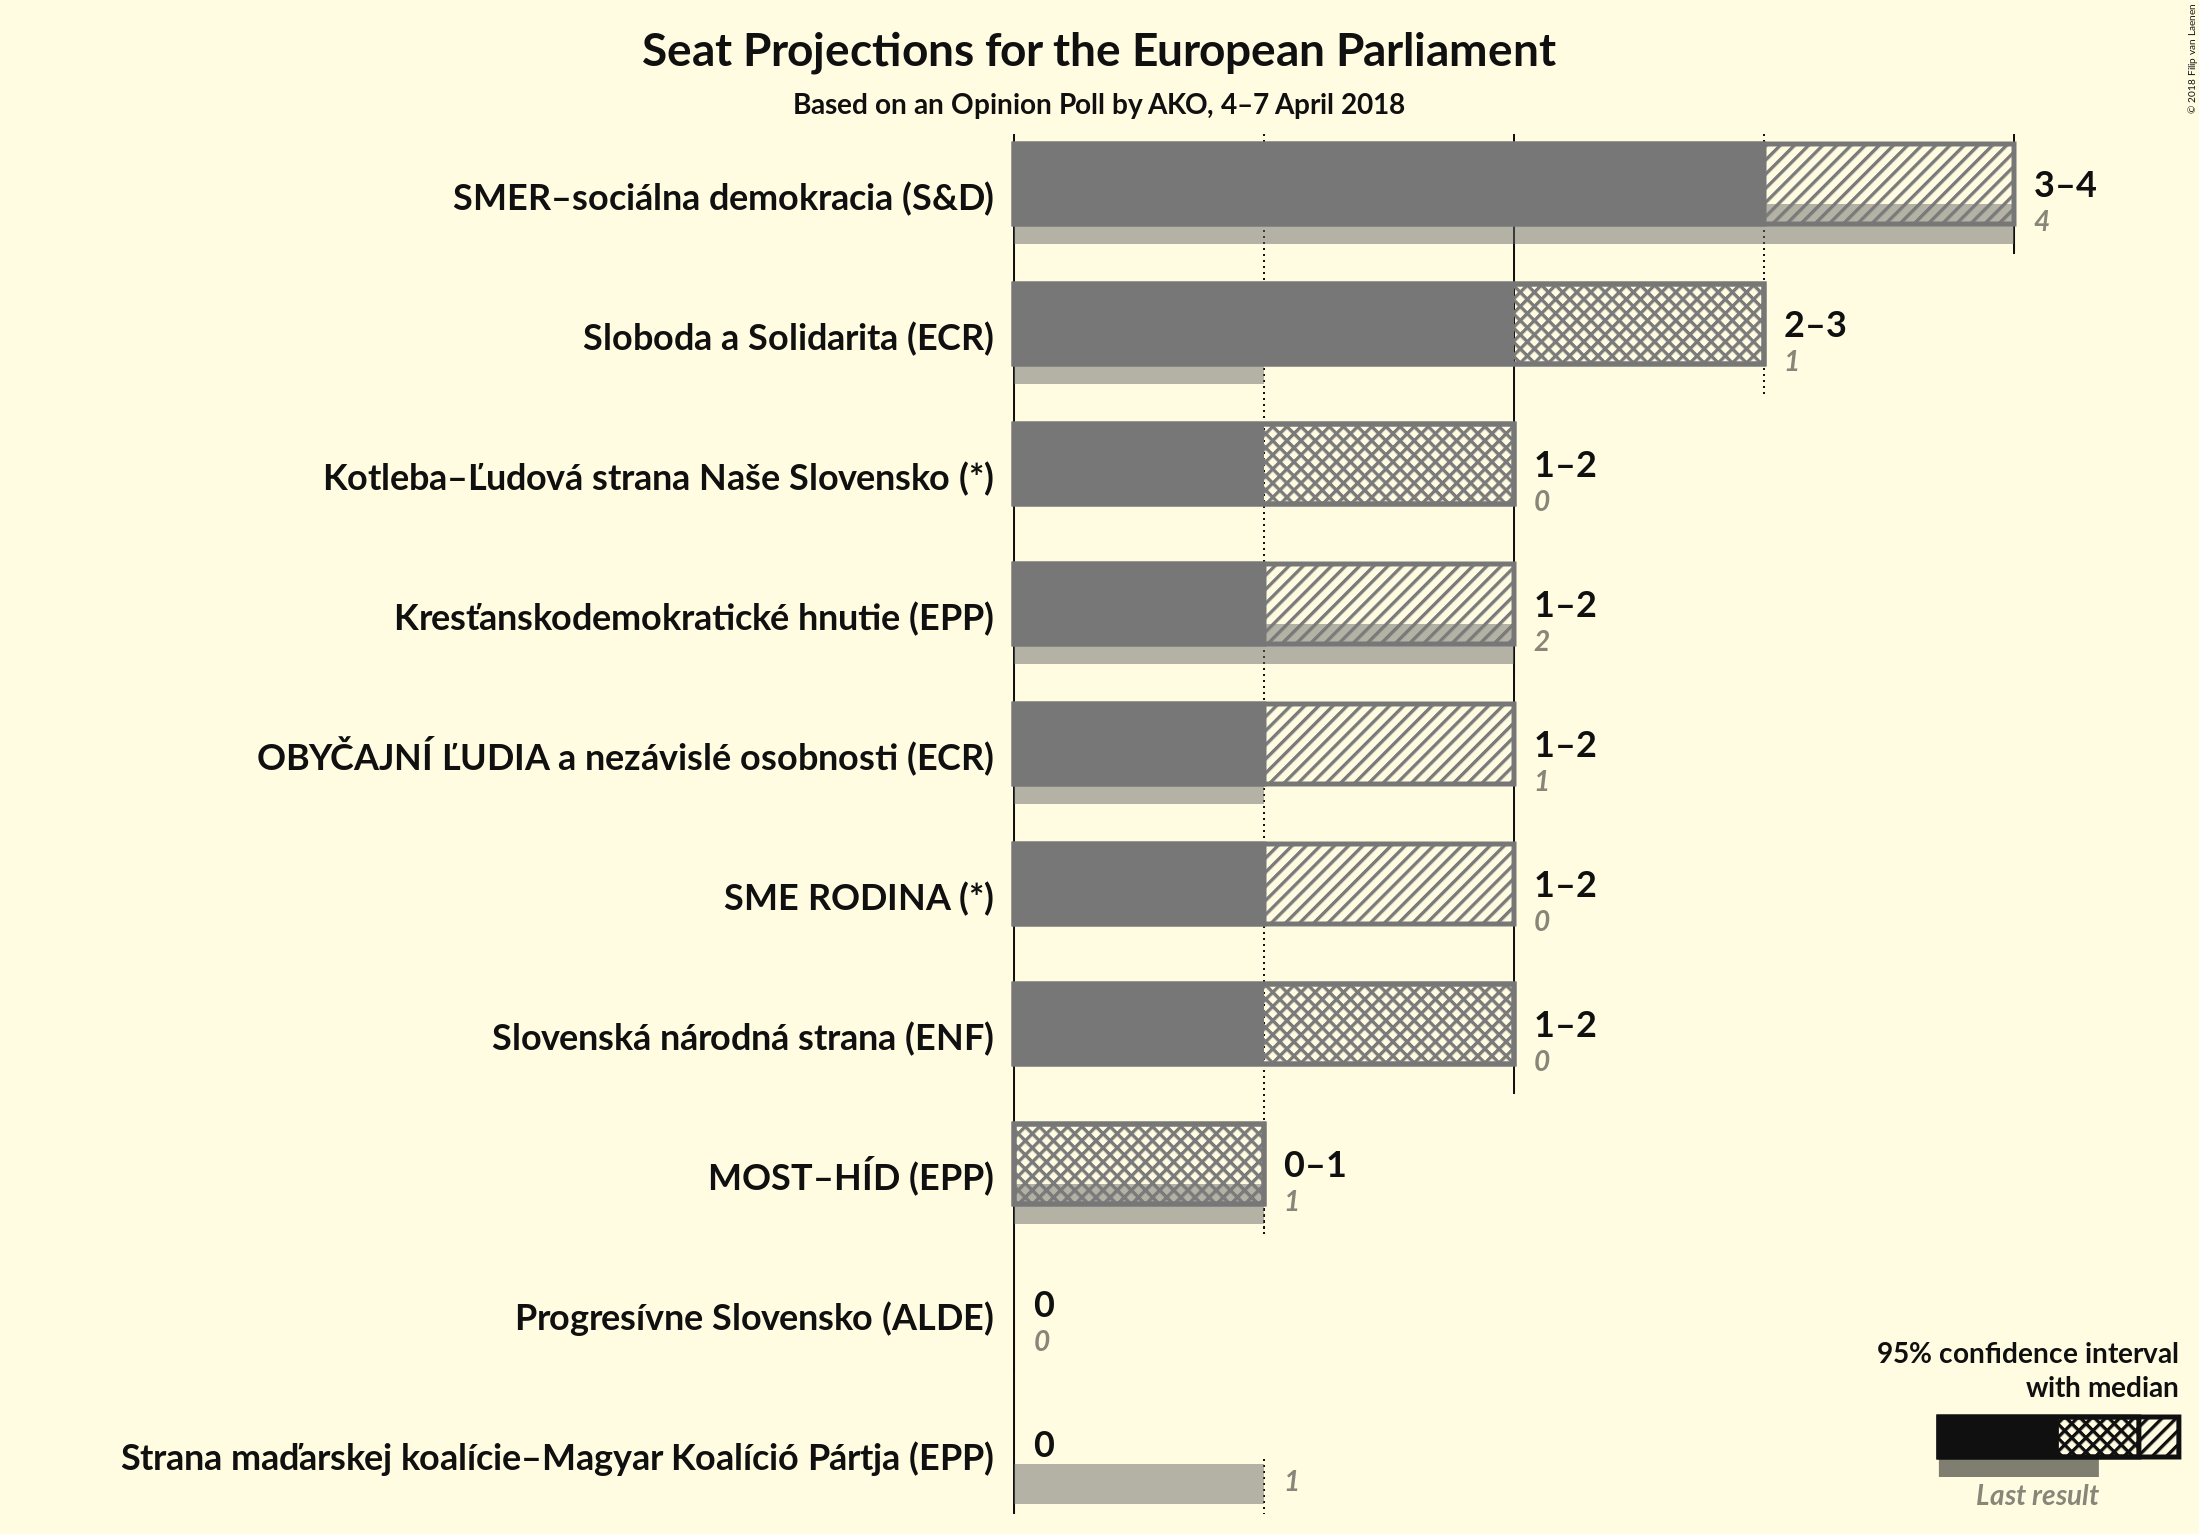 Seat Projections for the European Parliament
Based on an Opinion Poll by AKO, 4–7 April 2018
© 2018 Filip van Laenen
SMER–sociálna demokracia (S&D)
3–4
4
Sloboda a Solidarita (ECR)
2–3
1
Kotleba–Ľudová strana Naše Slovensko (*)
1–2
0
Kresťanskodemokratické hnutie (EPP)
1–2
2
OBYČAJNÍ ĽUDIA a nezávislé osobnosti (ECR)
1–2
1
SME RODINA (*)
1–2
0
Slovenská národná strana (ENF)
1–2
0
MOST–HÍD (EPP)
0–1
1
Progresívne Slovensko (ALDE)
0
0
Strana maďarskej koalície–Magyar Koalíció Pártja (EPP)
0
1
95% confidence interval
with median
Last result